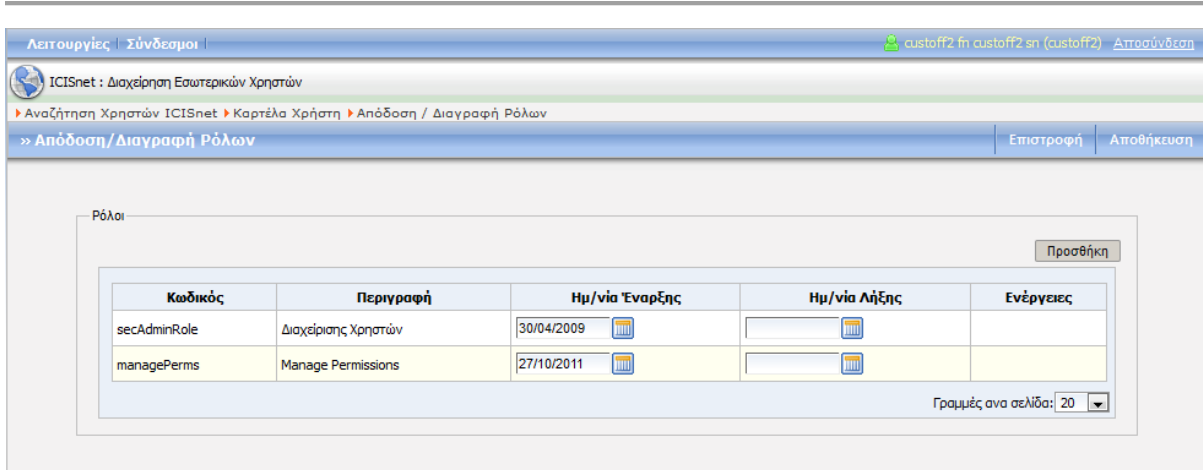 Λειτουργίες | Σύνδεσμοι | custoff2 fn custoff2 sn (custoff2) Αποσύνδεση
ICISnet : Διαχείρηση Εσωτερικών Χρηστών
Αναζήτηση Χρηστών ICISnet Καρτέλα Χρήστη Απόδοση / Διαγραφή Ρόλων
» Απόδοση/Διαγραφή Ρόλων Επιστροφή Αποθήκευση
Ρόλοι
Προσθήκη
Κωδικός Περιγραφή Ημ/νία Έναρξης Ημ/νία Λήξης Ενέργειες
secAdminRole Διαχείρισης Χρηστών 30/04/2009
managePerms Manage Permissions 27/10/2011
Γραμμές ανα σελίδα: 20